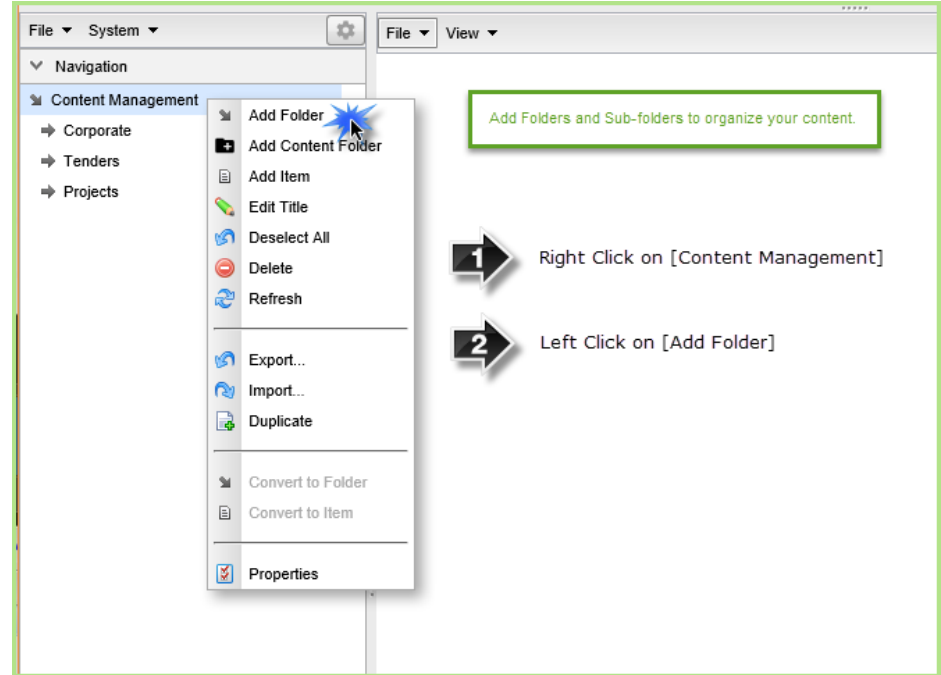 File System
File View
Navigation
Content Management
Corporate
Tenders
Projects
Add Folder
Add Content Folder
Add Item
Edit Title
Deselect All
Delete
Refresh
Export...
Import...
Duplicate
Convert to Folder
Convert to Item
Properties
Add Folders and Sub-folders to organize your content.
1 Right Click on [Content Management]
2 Left Click on [Add Folder]